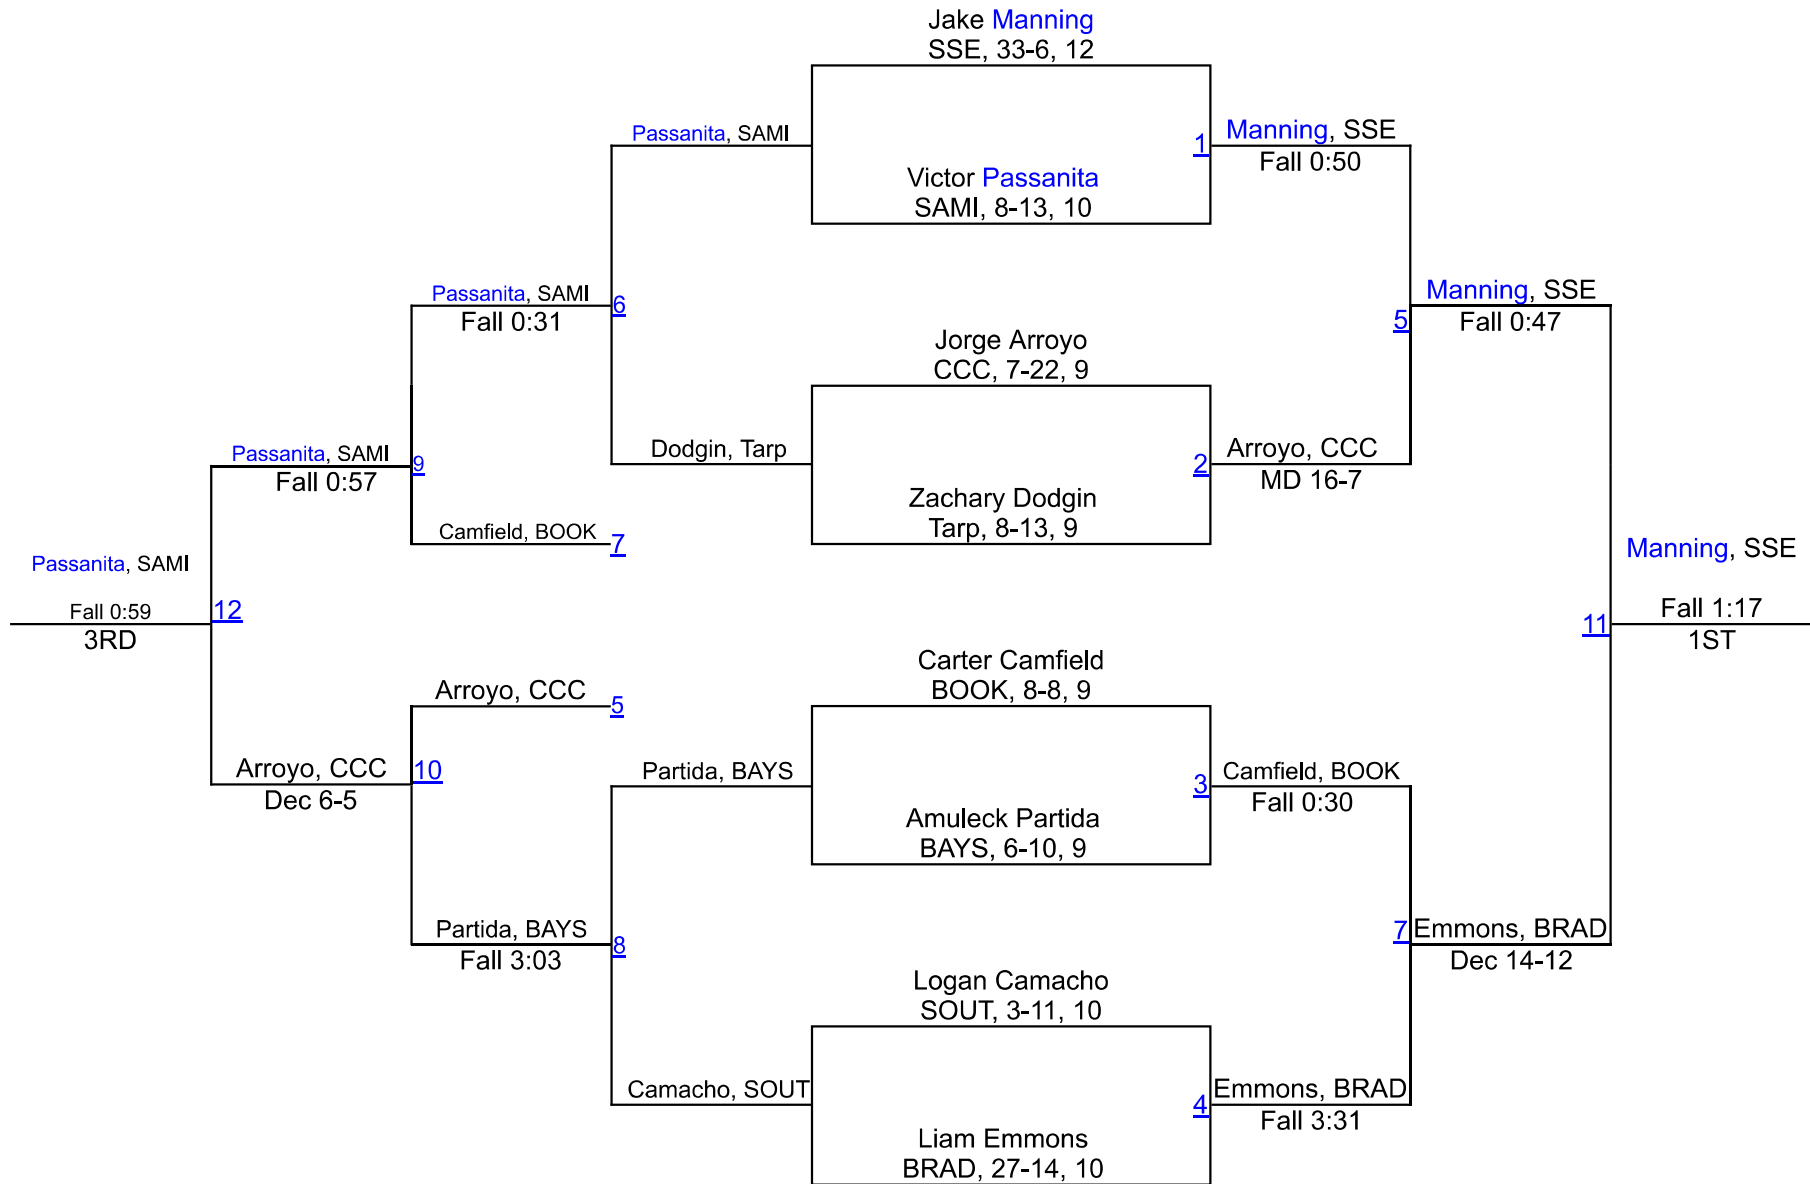 Jake Manning
SSE, 33-6, 12
Passanita, SAMI
1
Manning, SSE
Fall 0:50
Victor Passanita
SAMI, 8-13, 10
Passanita, SAMI
Fall 0:31
6
Manning, SSE
Fall 0:47
5
Jorge Arroyo
CCC, 7-22, 9
Passanita, SAMI
Fall 0:57
9
Dodgin, Tarp
2
Arroyo, CCC
MD 16-7
Zachary Dodgin
Tarp, 8-13, 9
Camfield, BOOK
7
Passanita, SAMI
Fall 0:59
3RD
12
Manning, SSE
Fall 1:17
1ST
11
Carter Camfield
BOOK, 8-8, 9
Arroyo, CCC
5
Arroyo, CCC
Dec 6-5
10
Partida, BAYS
3
Camfield, BOOK
Fall 0:30
Amuleck Partida
BAYS, 6-10, 9
Partida, BAYS
Fall 3:03
8
7
Emmons, BRAD
Dec 14-12
Logan Camacho
SOUT, 3-11, 10
Camacho, SOUT
4
Emmons, BRAD
Fall 3:31
Liam Emmons
BRAD, 27-14, 10